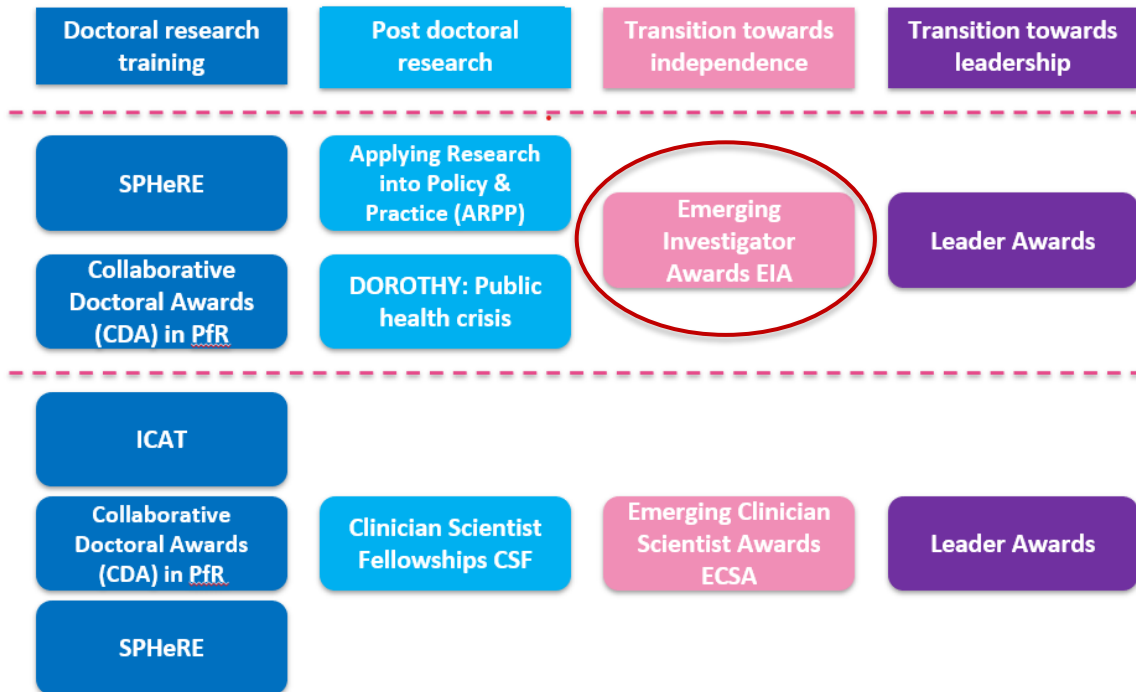 Doctoral research
training
Post doctoral
research
Transition towards
independence
Transition towards
leadership
SPHeRE
Applying Research
into Policy &
Practice (ARPP)
Emerging
Investigator
Awards EIA
Leader Awards
Collaborative
Doctoral Awards
(CDA) in PfR
DOROTHY: Public
health crisis
ICAT
Collaborative
Doctoral Awards
(CDA) in PfR
Clinician Scientist
Fellowships CSF
Emerging Clinician
Scientist Awards
ECSA
Leader Awards
SPHeRE